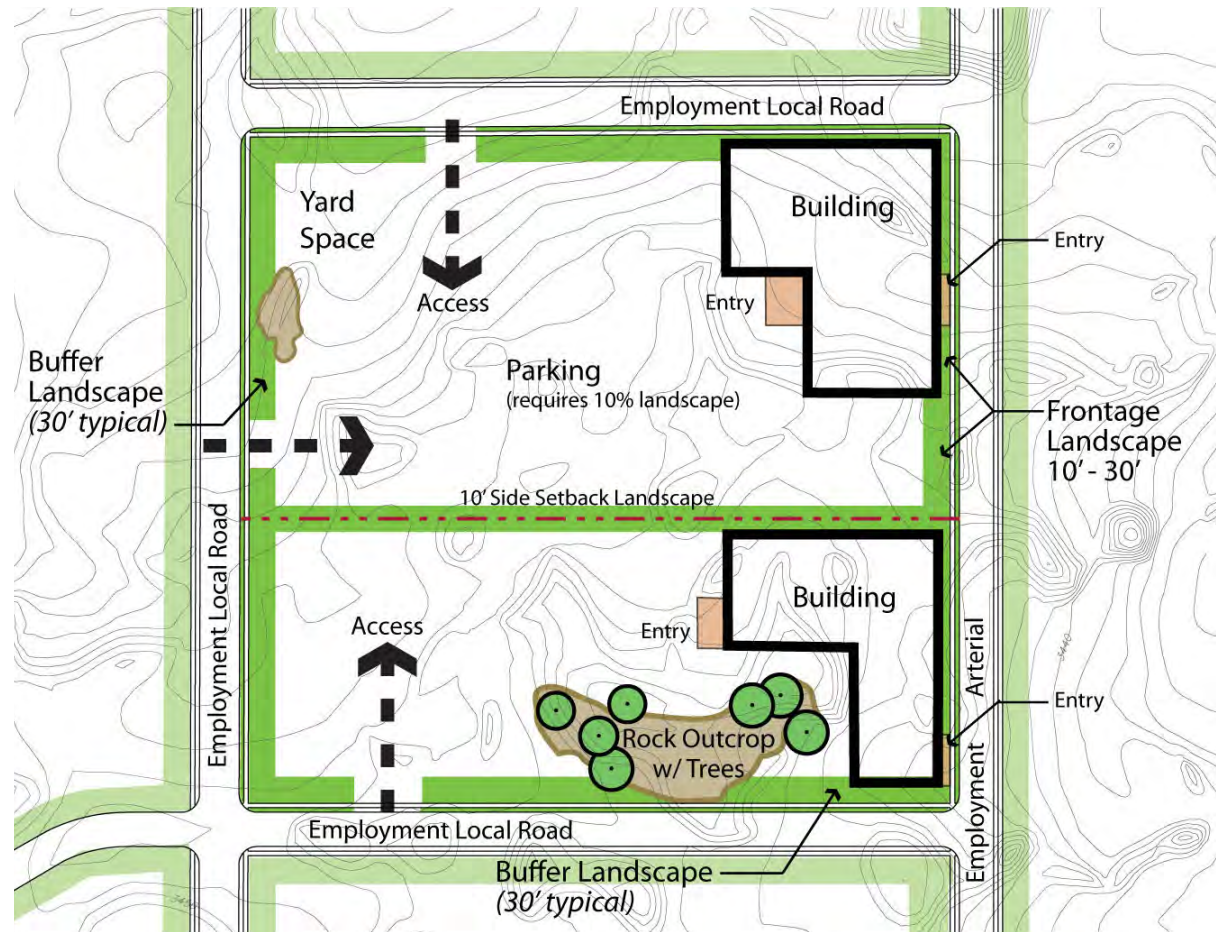 Employment Local Road
Yard
Space
Building
Entry
Access
Entry
Buffer
Landscape
(30' typical)
Parking
(requires 10% landscape)
Frontage
Landscape
10' - 30'
10' Side Setback Landscape
Employment Local Road
Building
Access
Entry
Employment Arterial
3440
Entry
Rock Outcrop
w/ Trees
Employment Local Road
Buffer Landscape
(30' typical)